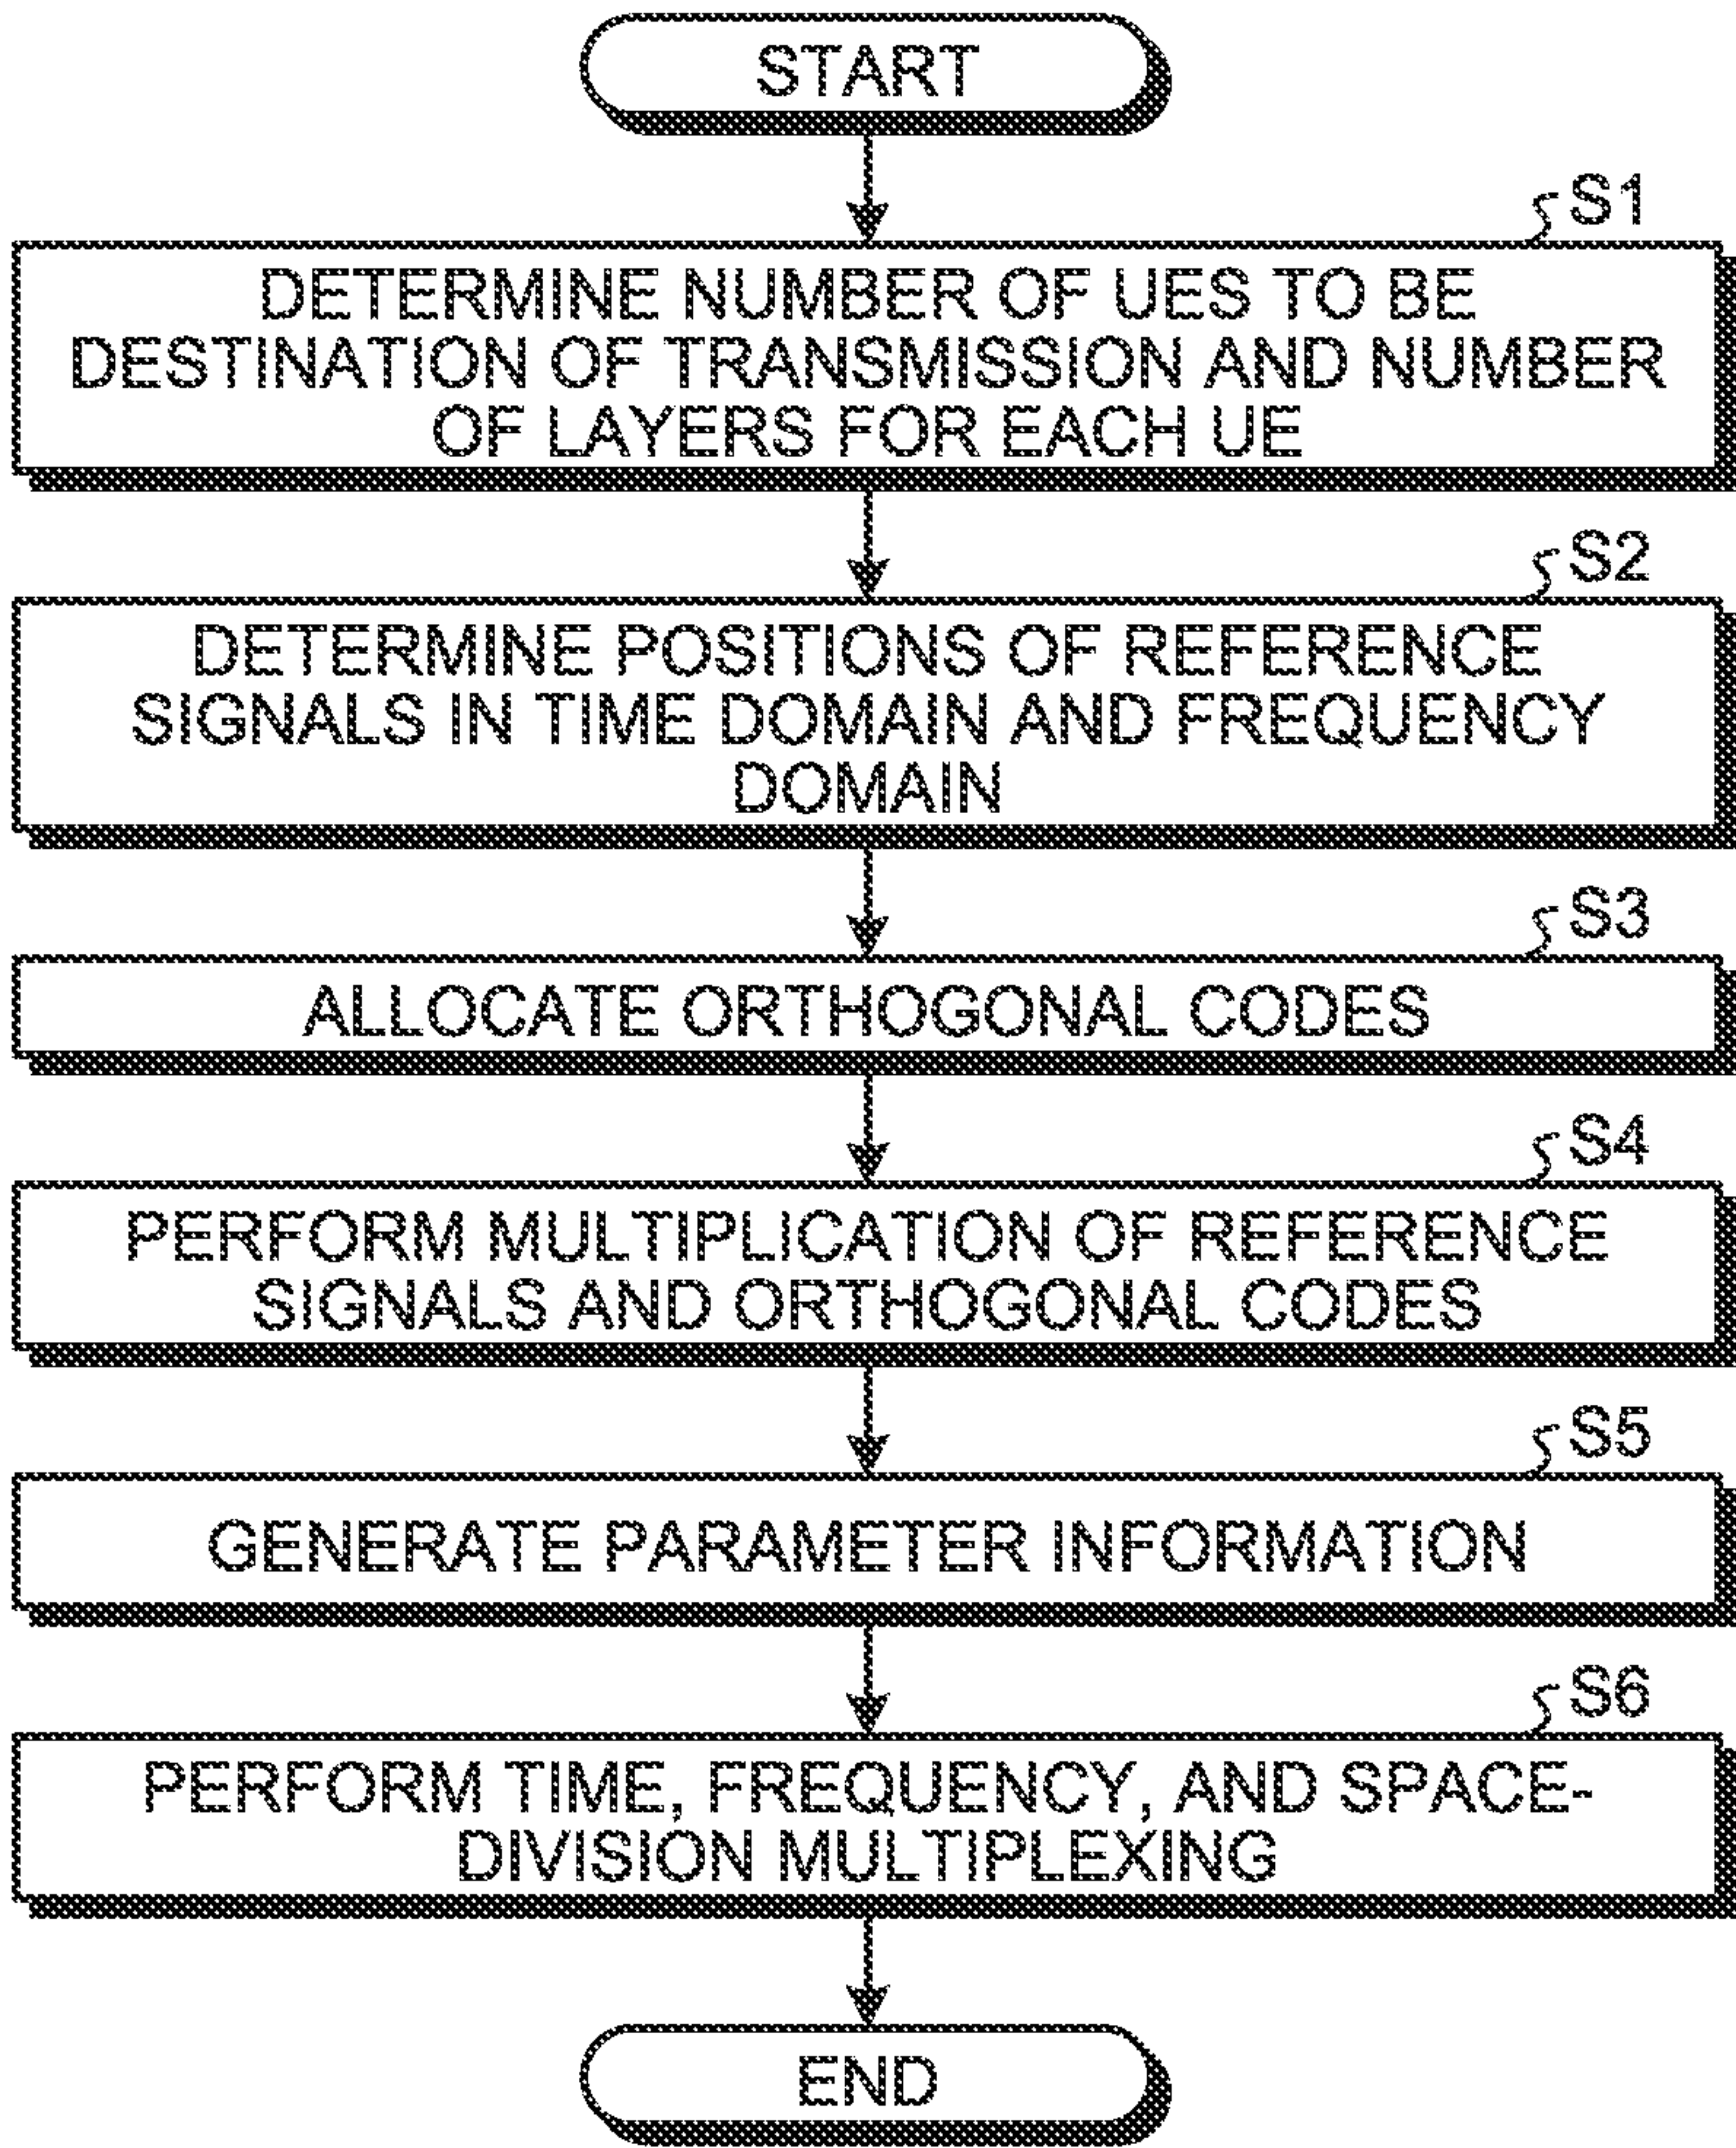 START
S1
DETERMINE NUMBER OF UES TO BE
DESTINATION OF TRANSMISSION AND NUMBER
OF LAYERS FOR EACH UE
S2
DETERMINE POSITIONS OF REFERENCE
SIGNALS IN TIME DOMAIN AND FREQUENCY
DOMAIN
S3
ALLOCATE ORTHOGONAL CODES
S4
PERFORM MULTIPLICATION OF REFERENCE
SIGNALS AND ORTHOGONAL CODES
S5
GENERATE PARAMETER INFORMATION
S6
PERFORM TIME, FREQUENCY, AND SPACE-
DIVISION MULTIPLEXING
END